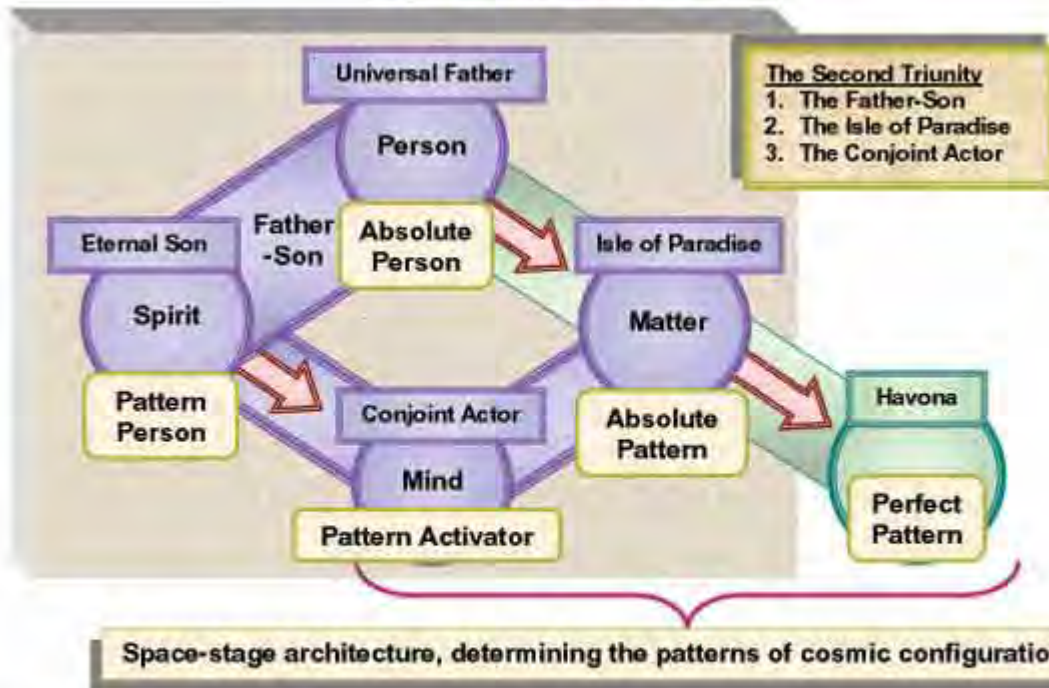 Universal Father
Person
Absolute
Person
The Second Triunity
1. The Father-Son
2. The Isle of Paradise
3. The Conjoint Actor
Eternal Son
Spirit
Pattern
Person
Father
-Son
Isle of Paradise
Matter
Absolute
Pattern
Conjoint Actor
Mind
Pattern Activator
Havona
Perfect
Pattern
Space-stage architecture, determining the patterns of cosmic configuratio